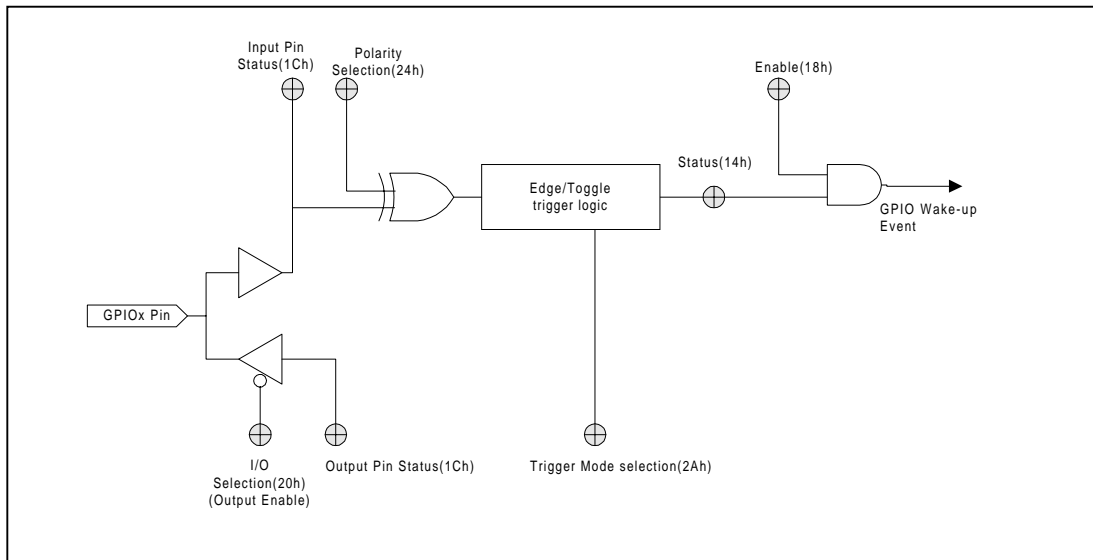 Input Pin
Status(1Ch)
Polarity
Selection(24h)
Enable(18h)
Status(14h)
Edge/Toggle
trigger logic
GPIO Wake-up
Event
GPIOx Pin
I/O
Selection(20h)
(Output Enable)
Output Pin Status(1Ch)
Trigger Mode selection(2Ah)